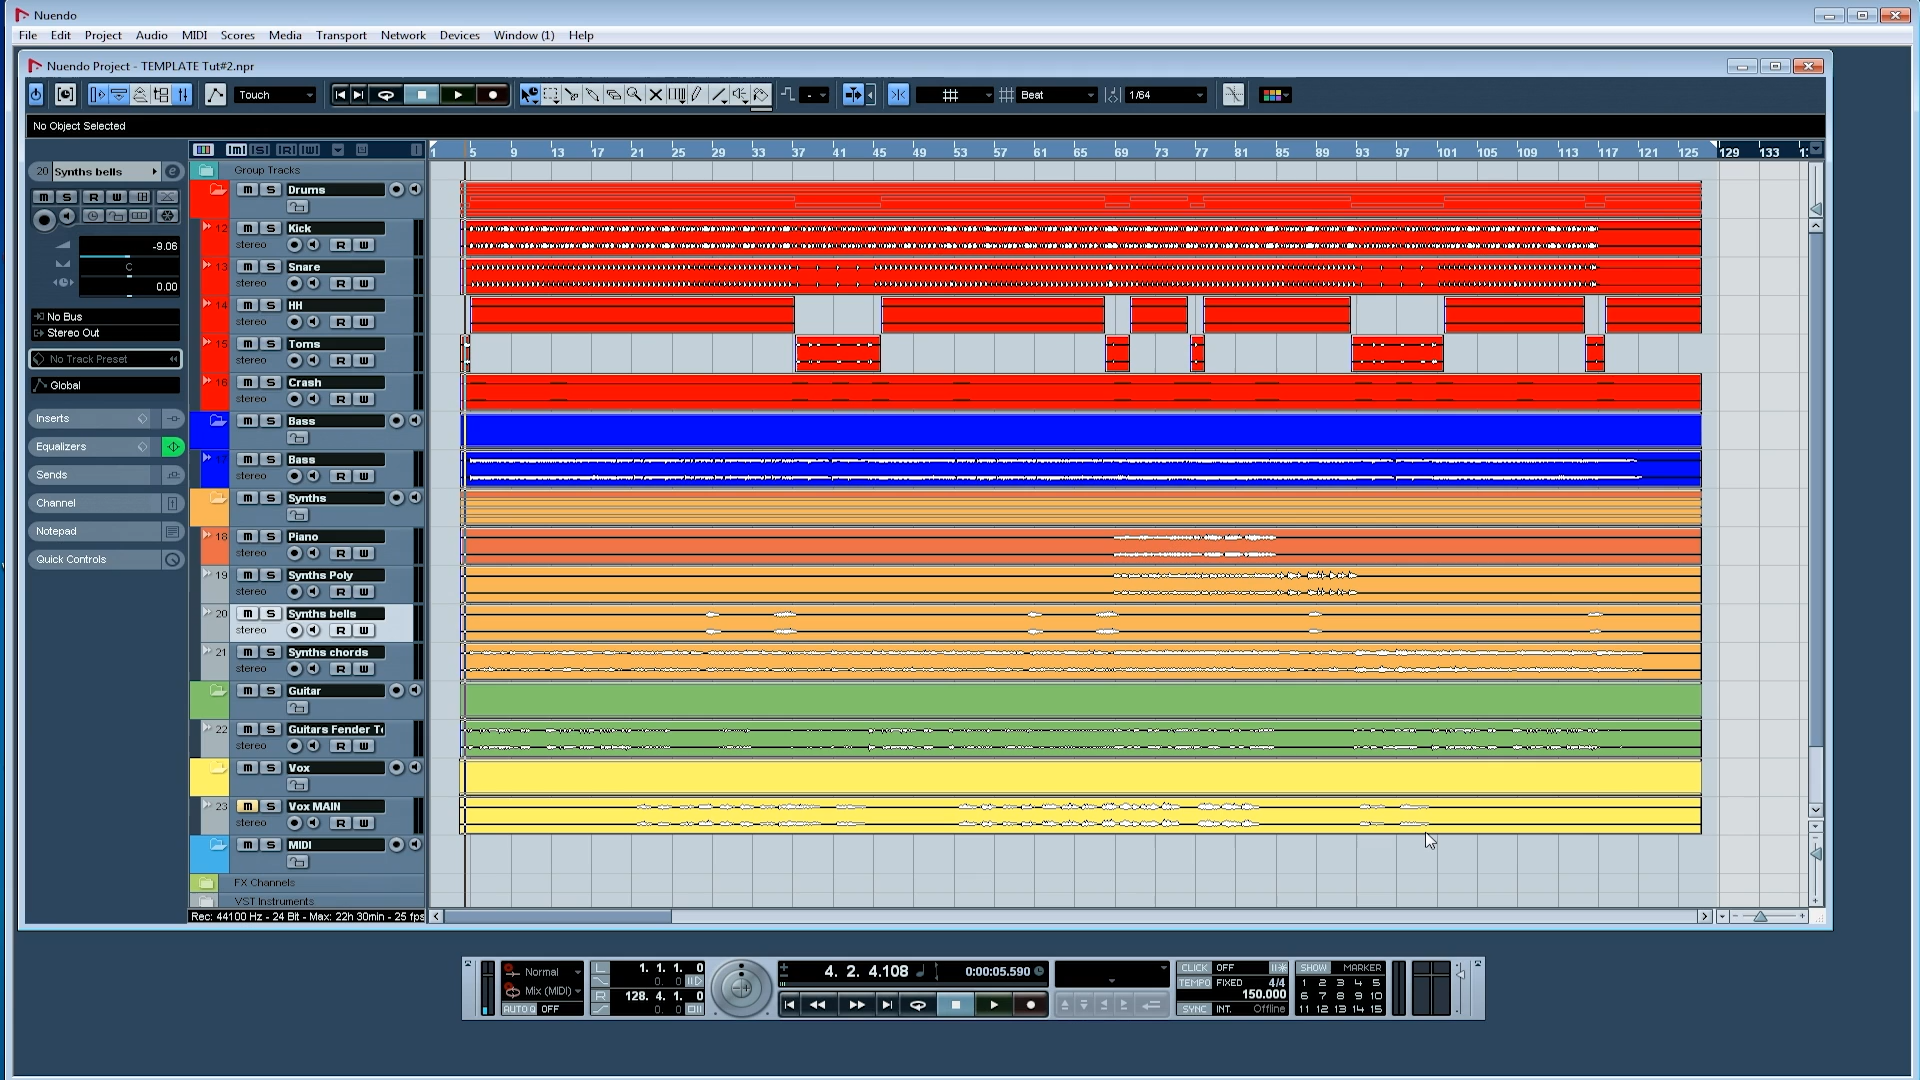 Nuendo
File Edit Project Audio MIDI Scores Media Transport Network Devices Window (1) Help
Nuendo Project - TEMPLATE Tut#2.npr
Touch Beat 1/64
No Object Selected
1 5 9 13 17 21 25 29 33 37 41 45 49 53 57 61 65 69 73 77 81 85 89 93 97 101 105 109 113 117 121 125 129 133
Group Tracks
20 Synths bells
m S R W
-9.06
C
0.00
No Bus
Stereo Out
No Track Preset
Global
Inserts
Equalizers
Sends
Channel
Notepad
Quick Controls
m S Drums
12 m S Kick
stereo R W
13 m S Snare
stereo R W
14 m S HH
stereo R W
15 m S Toms
stereo R W
16 m S Crash
stereo R W
m S Bass
17 m S Bass
stereo R W
m S Synths
18 m S Piano
stereo R W
19 m S Synths Poly
stereo R W
20 m S Synths bells
stereo R W
21 m S Synths chords
stereo R W
m S Guitar
22 m S Guitars Fender Te
stereo R W
m S Vox
23 m S Vox MAIN
stereo R W
m S MIDI
FX Channels
VST Instruments
Rec: 44100 Hz - 24 Bit - Max: 22h 30min - 25 fps
Normal
Mix (MIDI)
AUTO Q OFF
L 1. 1. 1. 0
0. 0
R 128. 4. 1. 0
0. 0
4. 2. 4.108 0:00:05.590
CLICK OFF
TEMPO FIXED 4/4
150.000
SYNC INT. Offline
SHOW MARKER
1 2 3 4 5
6 7 8 9 10
11 12 13 14 15